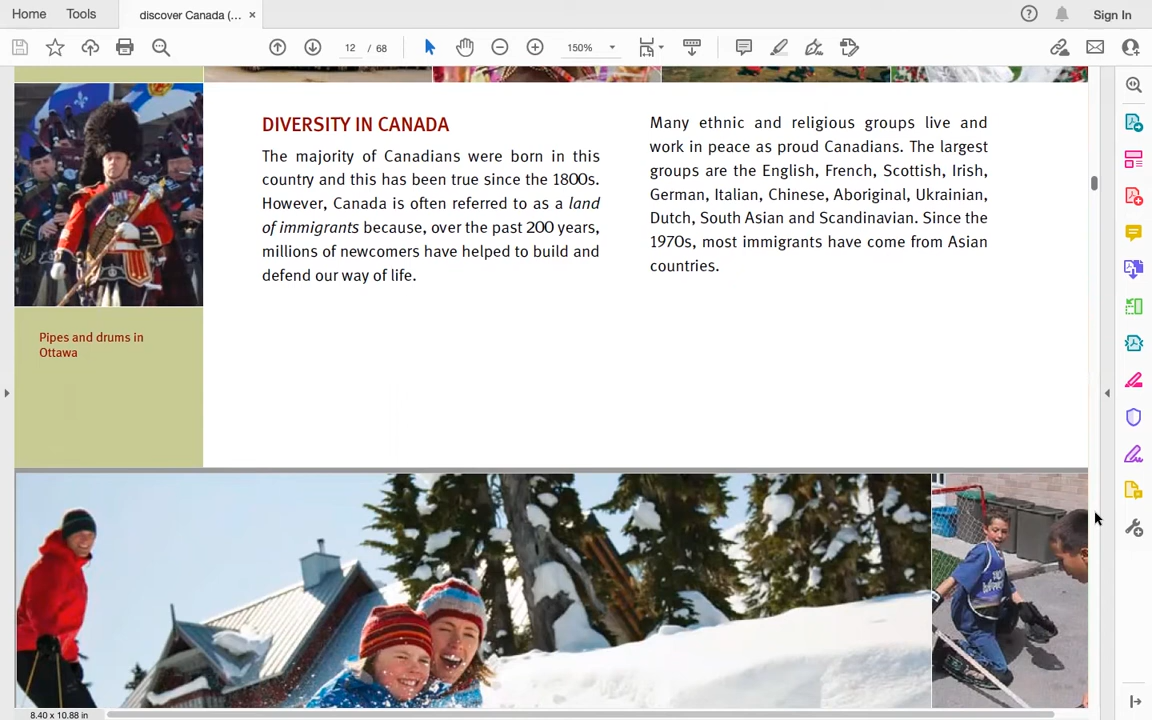 Home
Tools
discover Canada (...
×
Sign In
12 / 68
150%
DIVERSITY IN CANADA
The majority of Canadians were born in this
country and this has been true since the 1800s.
However, Canada is often referred to as a land
of immigrants because, over the past 200 years,
millions of newcomers have helped to build and
defend our way of life.
Many ethnic and religious groups live and
work in peace as proud Canadians. The largest
groups are the English, French, Scottish, Irish,
German, Italian, Chinese, Aboriginal, Ukrainian,
Dutch, South Asian and Scandinavian. Since the
1970s, most immigrants have come from Asian
countries.
Pipes and drums in
Ottawa
8.40 x 10.88 in